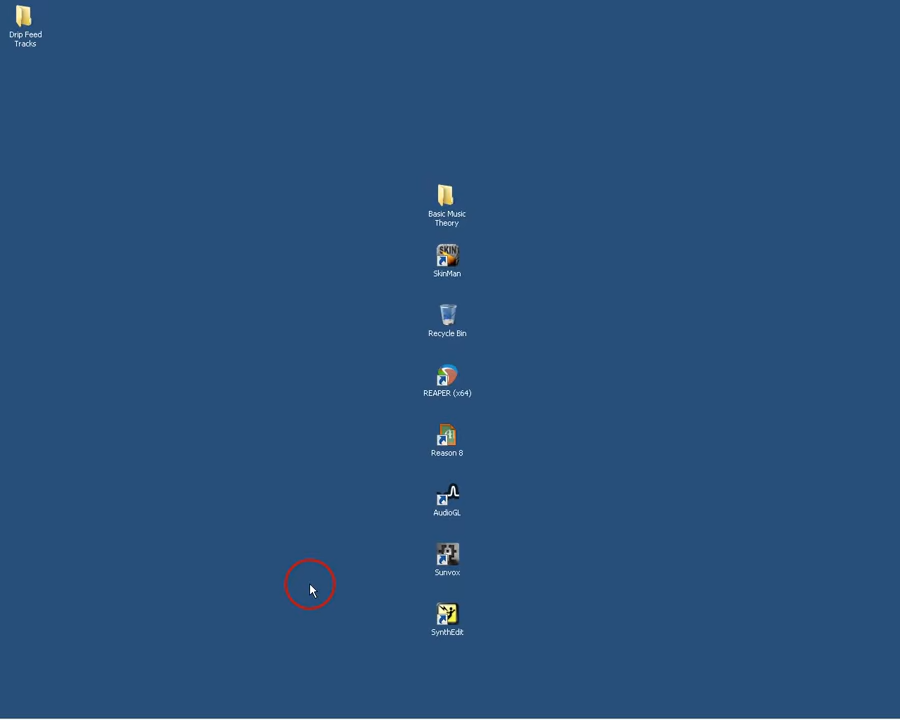 Drip Feed
Tracks
Basic Music
Theory
SKIN
SkinMan
Recycle Bin
REAPER (x64)
Reason 8
AudioGL
Sunvox
SynthEdit